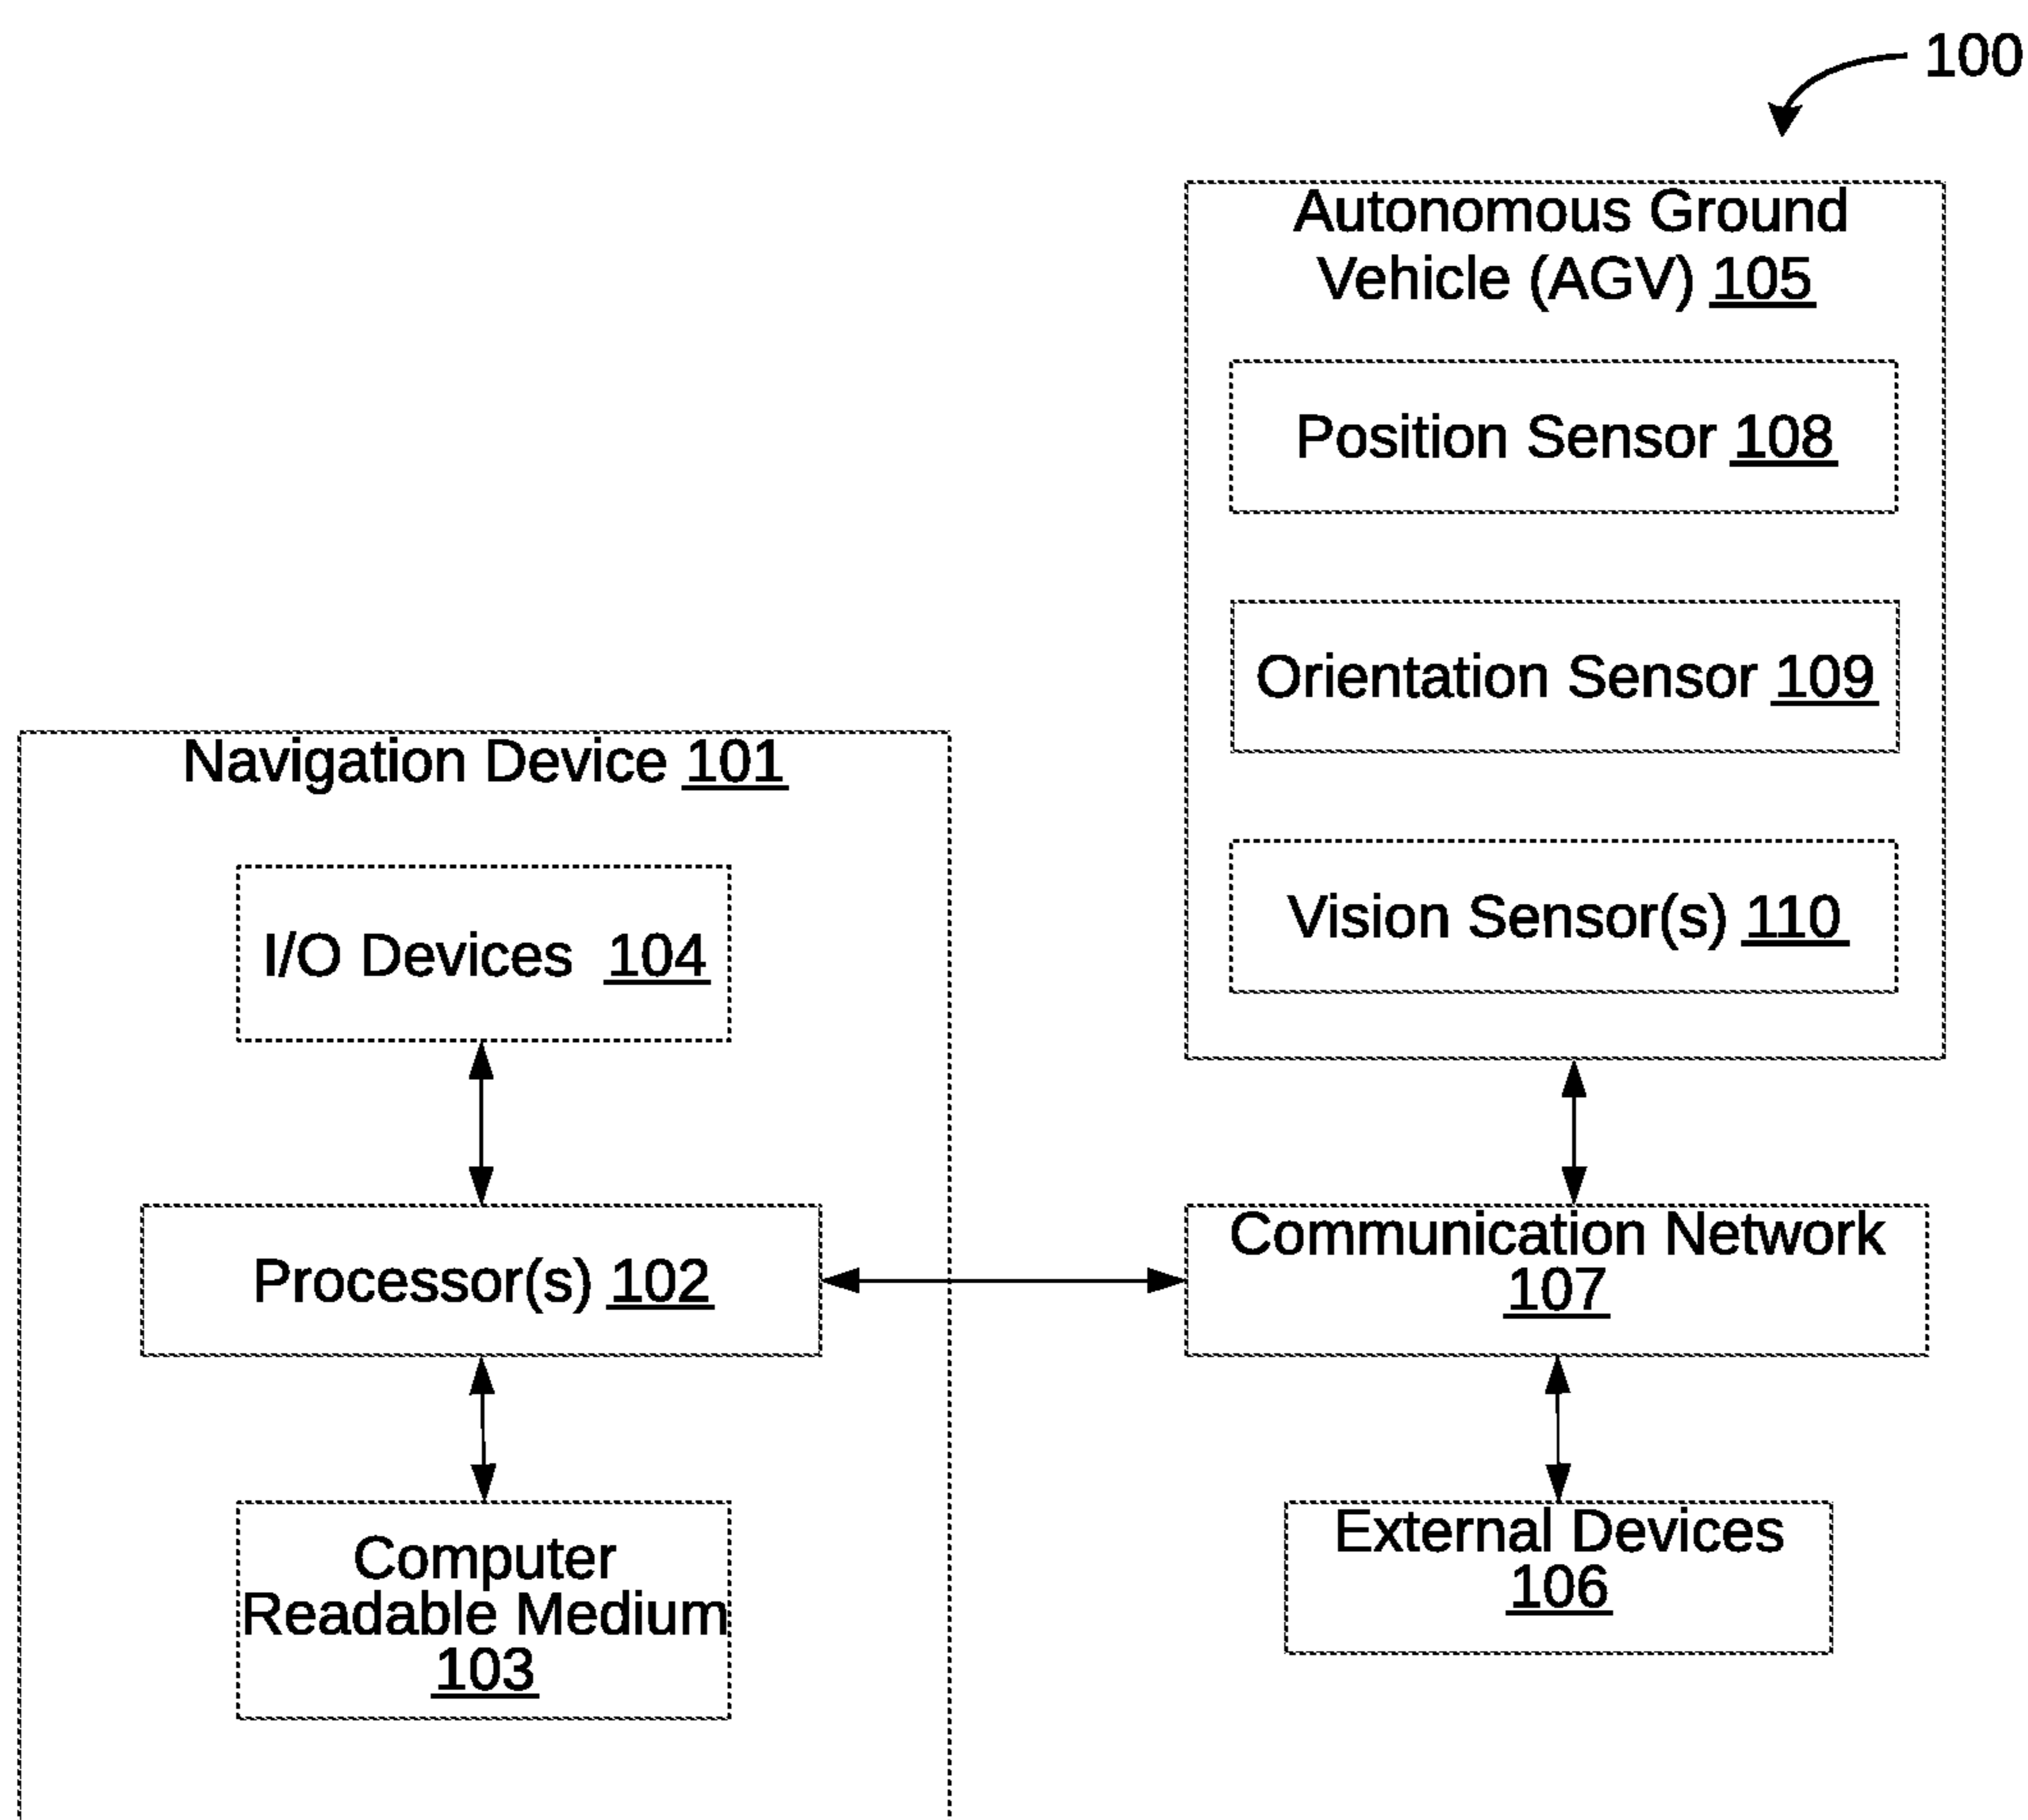 100
Autonomous Ground
Vehicle (AGV) 105
Position Sensor 108
Orientation Sensor 109
Vision Sensor(s) 110
Navigation Device 101
I/O Devices 104
Processor(s) 102
Computer
Readable Medium
103
Communication Network
107
External Devices
106